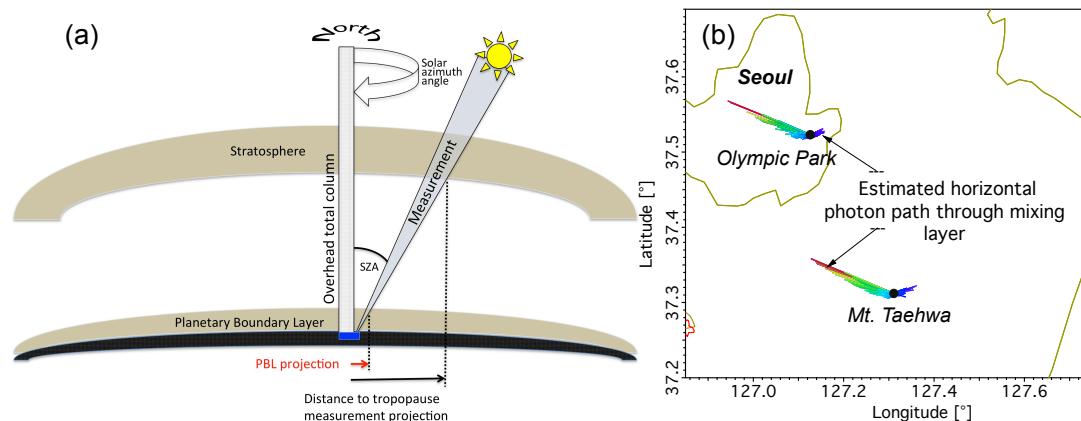 (a)
North
Solar
azimuth
angle
Stratosphere
Overhead total column
Measurement
SZA
Planetary Boundary Layer
PBL projection
Distance to tropopause
measurement projection
(b)
Latitude [°]
37.6
37.5
37.4
37.3
37.2
Seoul
Olympic Park
Estimated horizontal
photon path through mixing
layer
Mt. Taehwa
127.0
127.2
127.4
127.6
Longitude [°]